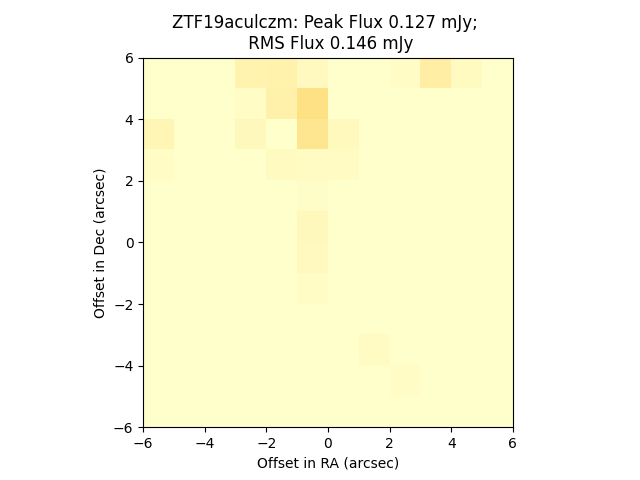 ZTF19aculczm: Peak Flux 0.127 mJy;
RMS Flux 0.146 mJy
6
4
2
0
−2
−4
−6
Offset in Dec (arcsec)
−6 −4 −2 0 2 4 6
Offset in RA (arcsec)